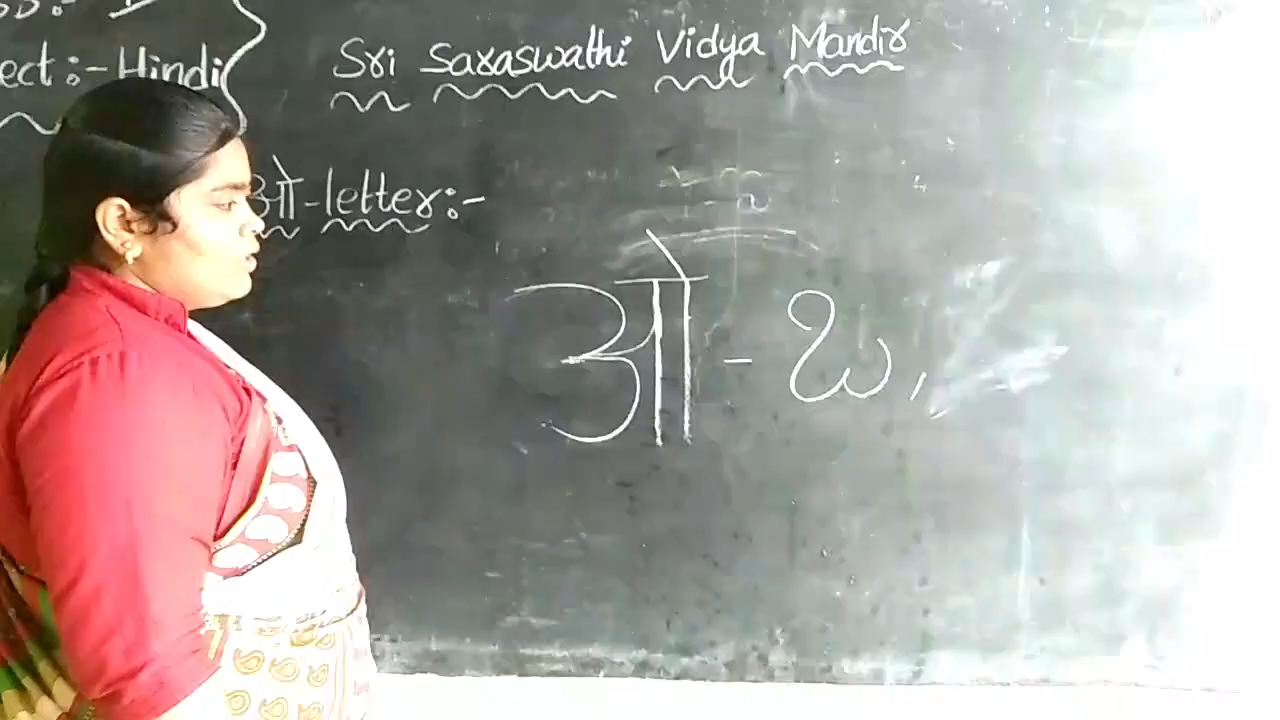 ect:- Hindi
Sri Saraswathi Vidya Mandir
ओ-letter:-
ओ - ఒ,